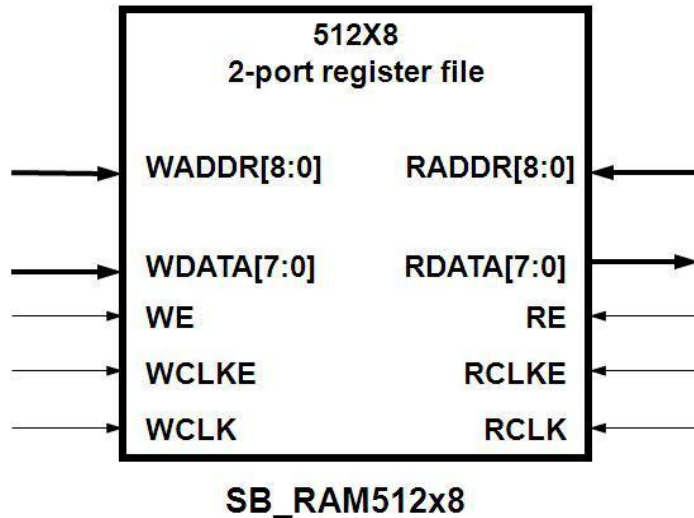 512X8
2-port register file
WADDR[8:0] RADDR[8:0]
WDATA[7:0] RDATA[7:0]
WE RE
WCLKE RCLKE
WCLK RCLK
SB_RAM512x8